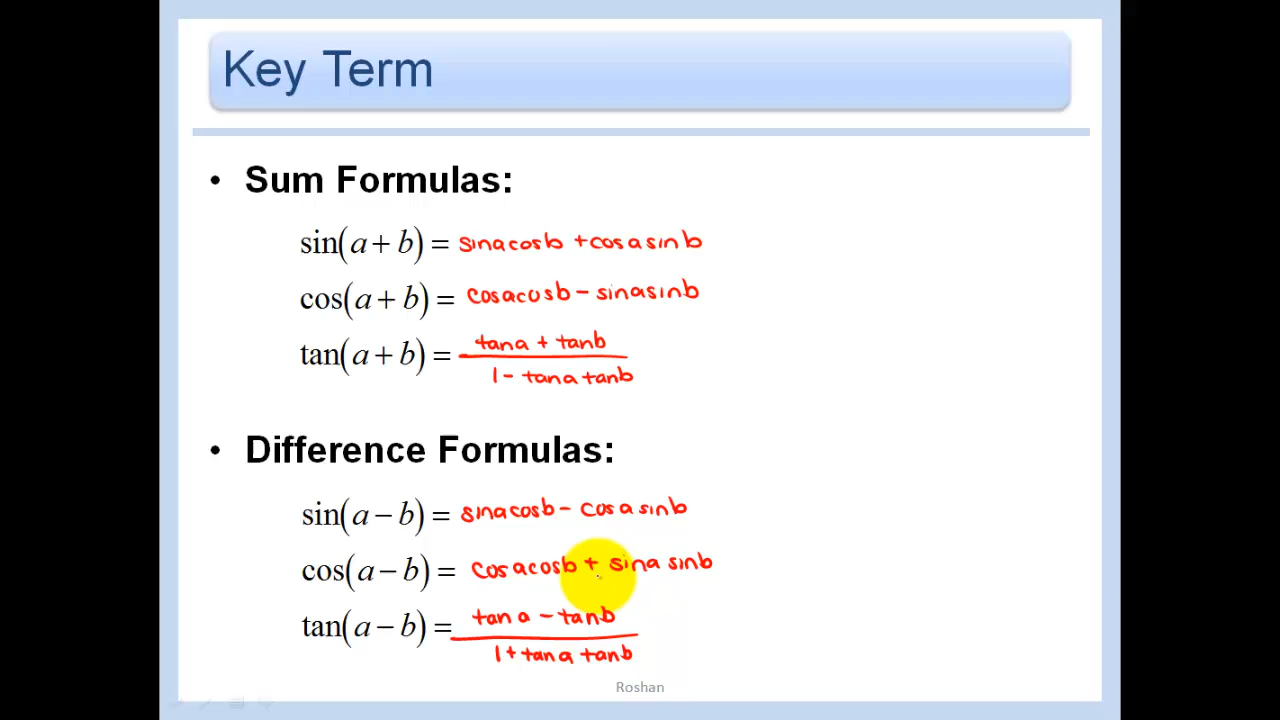 Key Term
• Sum Formulas:
sin(a + b) = sinacosb + cosasinb
cos(a + b) = cosacosb - sinasinb
tan(a + b) = tana + tanb
1 - tana tanb
• Difference Formulas:
sin(a − b) = sinacosb - cosasinb
cos(a − b) = cosacosb + sina sinb
tan(a − b) = tan a - tanb
1 + tana tanb
Roshan